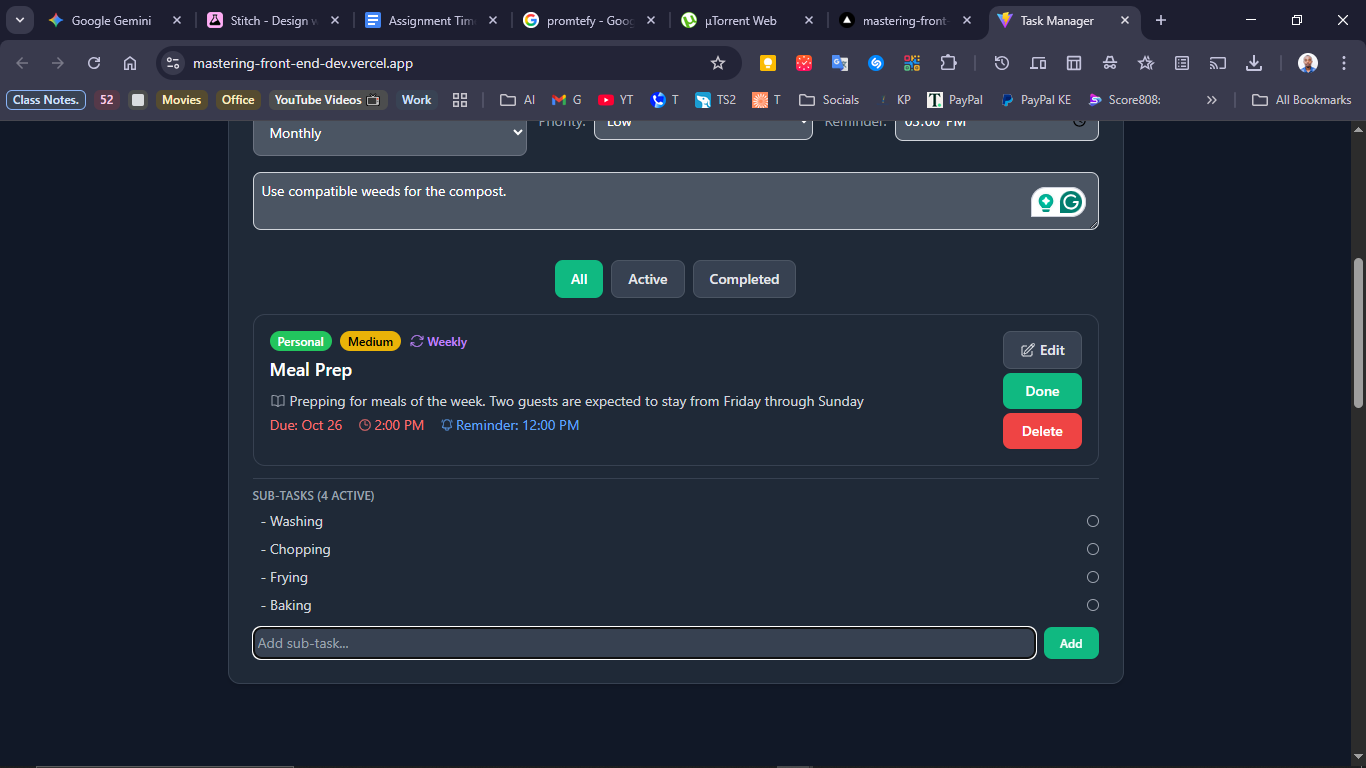 Google Gemini
Stitch - Design w
Assignment Time
promtefy - Goog
µTorrent Web
mastering-front-
Task Manager
mastering-front-end-dev.vercel.app
Class Notes.
52
Movies
Office
YouTube Videos
Work
AI
G
YT
T
TS2
T
Socials
KP
PayPal
PayPal KE
Score808:
»
All Bookmarks
Monthly
Priority:
Low
Reminder:
03:00 PM
Use compatible weeds for the compost.
All
Active
Completed
Personal
Medium
Weekly
Edit
Meal Prep
Done
Prepping for meals of the week. Two guests are expected to stay from Friday through Sunday
Due: Oct 26
2:00 PM
Reminder: 12:00 PM
Delete
SUB-TASKS (4 ACTIVE)
- Washing
- Chopping
- Frying
- Baking
Add sub-task...
Add